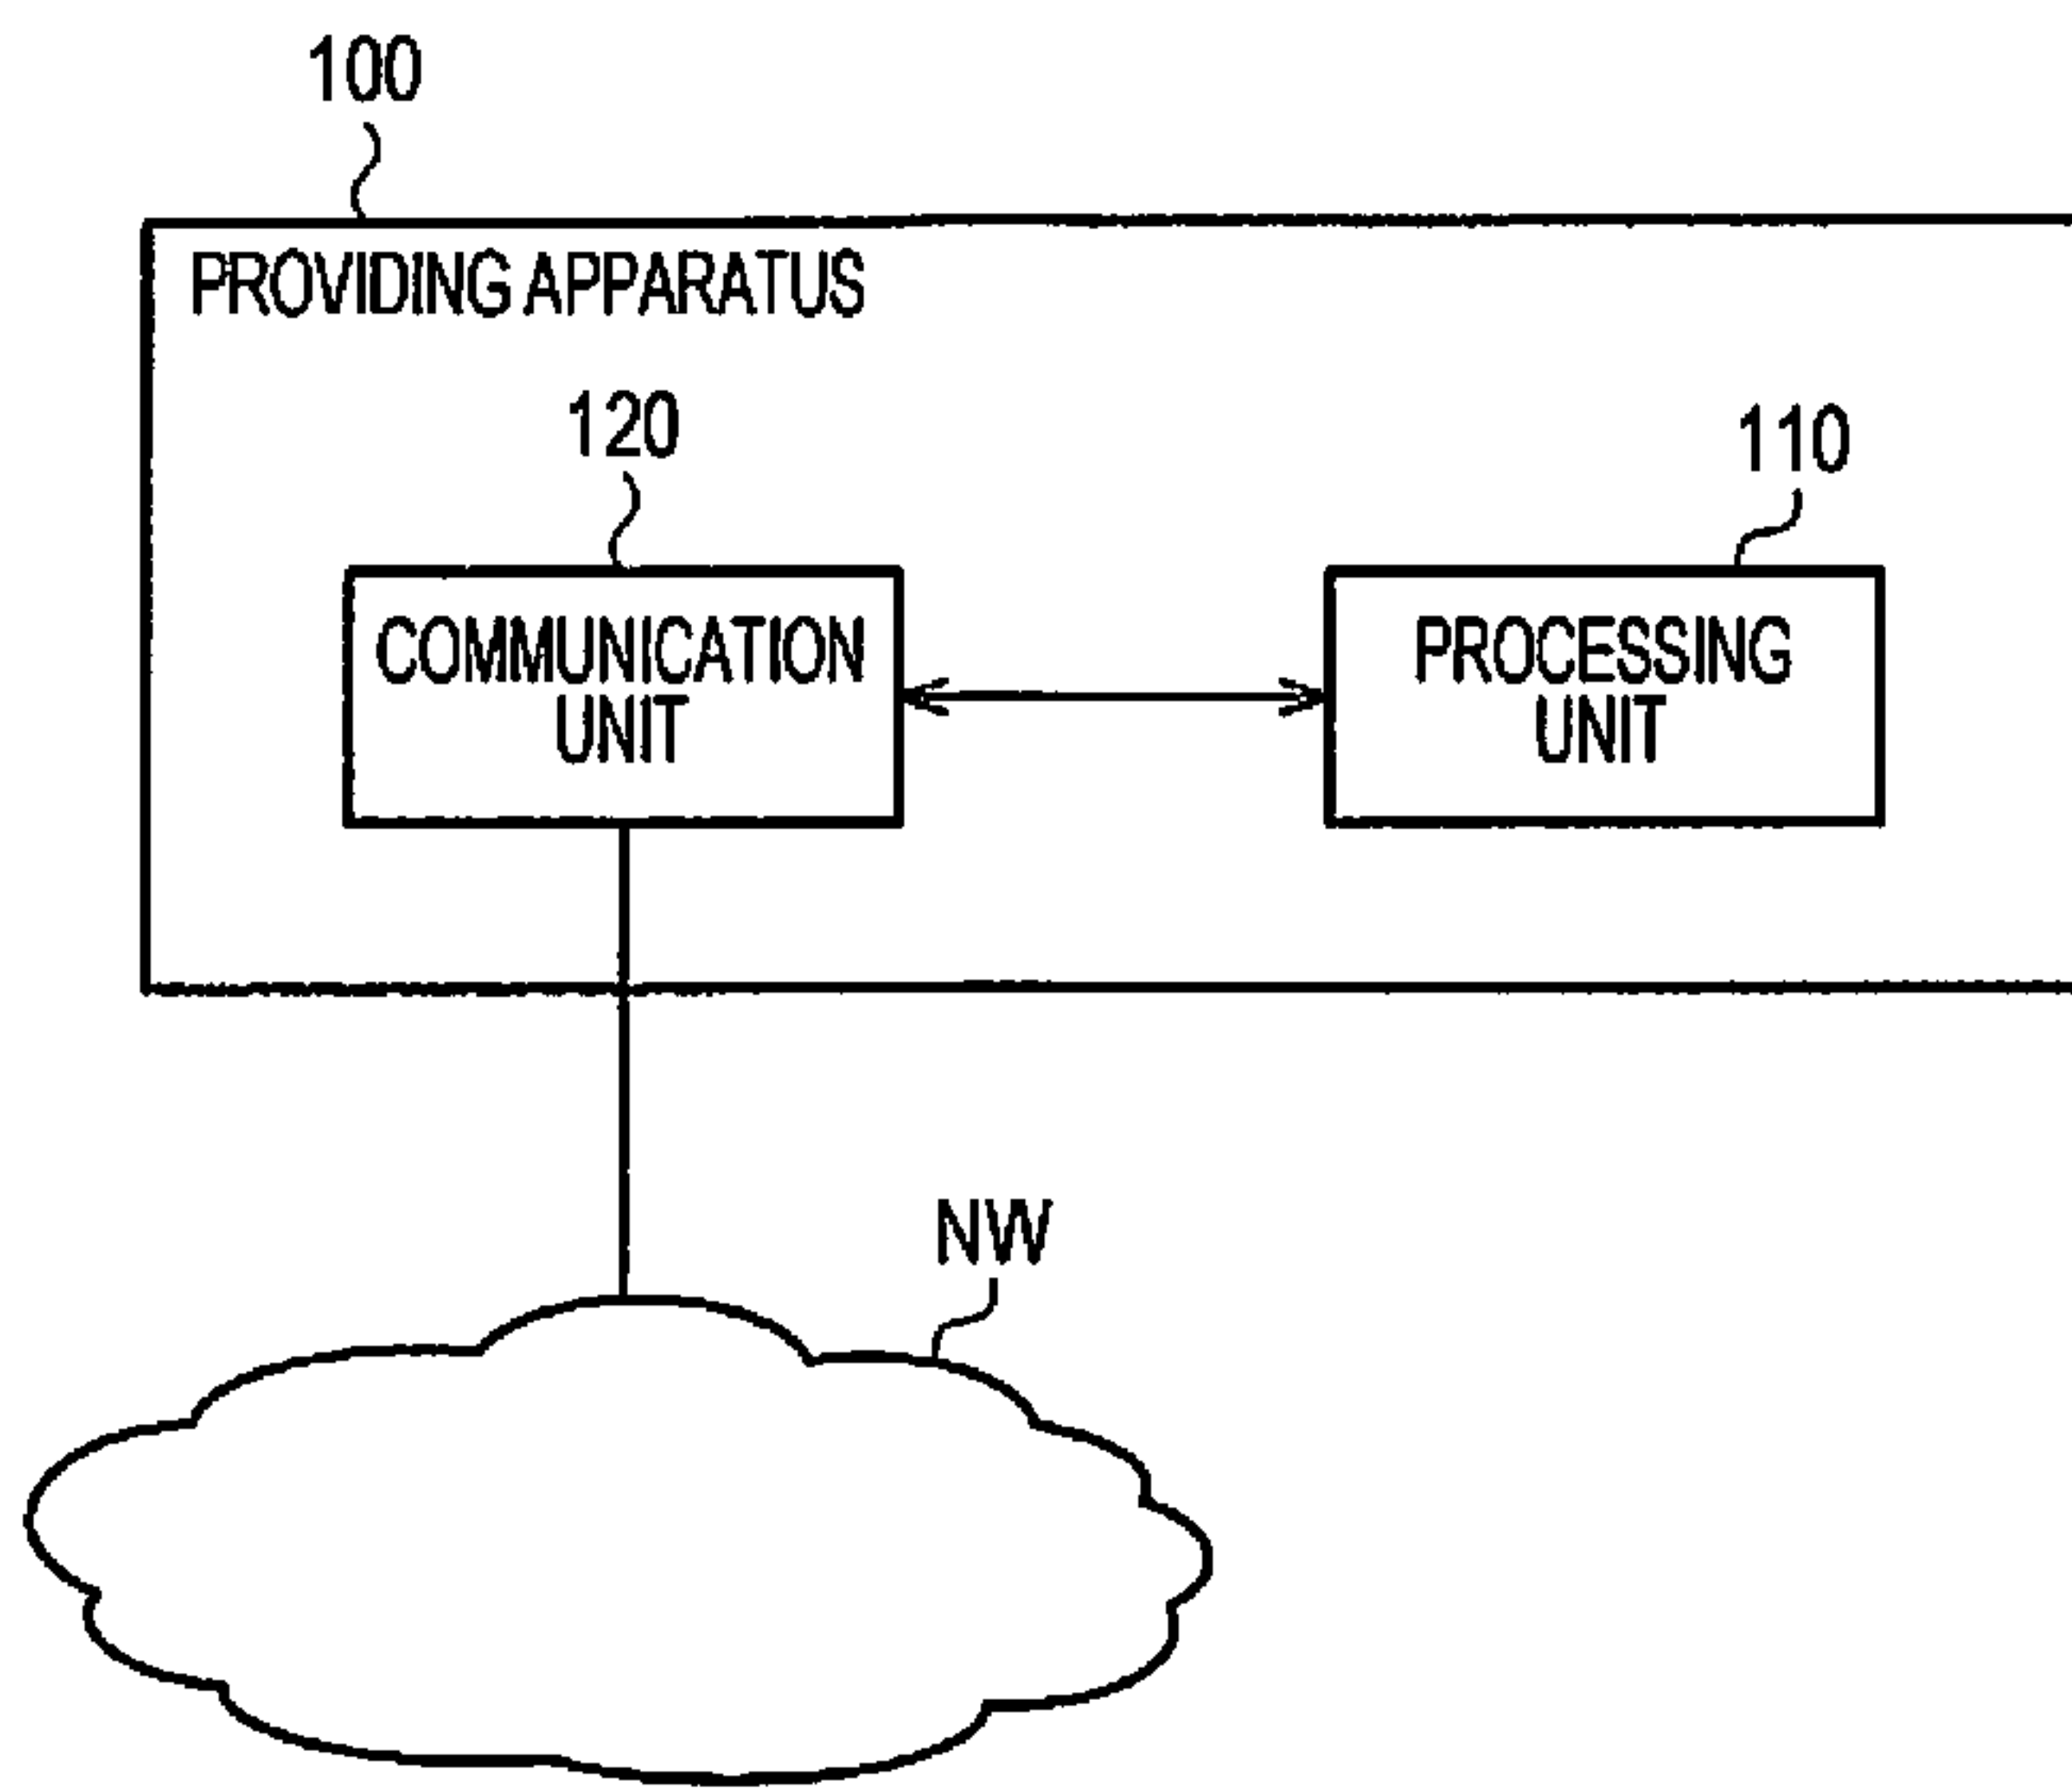 100
PROVIDING APPARATUS
120
110
COMMUNICATION
UNIT
PROCESSING
UNIT
NW